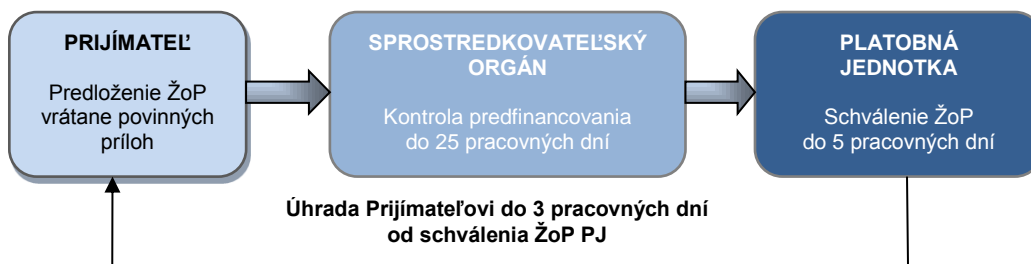 PRIJÍMATEĽ
Predloženie ŽoP
vrátane povinných
príloh
SPROSTREDKOVATEĽSKÝ
ORGÁN
Kontrola predfinancovania
do 25 pracovných dní
PLATOBNÁ
JEDNOTKA
Schválenie ŽoP
do 5 pracovných dní
Úhrada Prijímateľovi do 3 pracovných dní
od schválenia ŽoP PJ